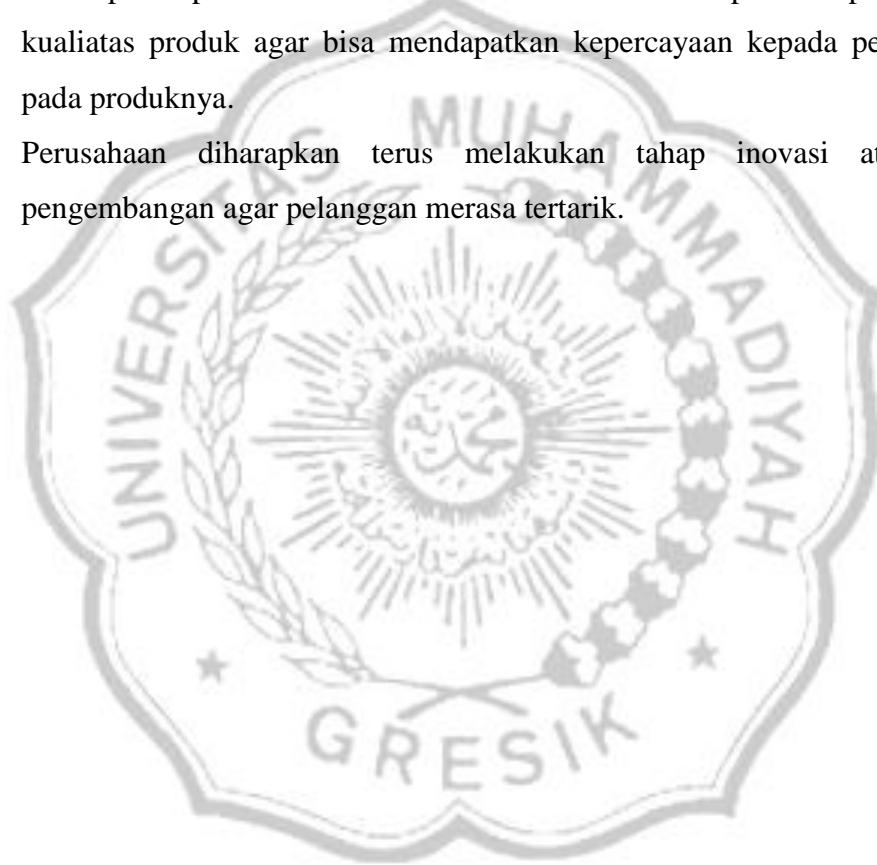 kualiatas produk agar bisa mendapatkan kepercayaan kepada pe
pada produknya.
Perusahaan diharapkan terus melakukan tahap inovasi at
pengembangan agar pelanggan merasa tertarik.
UNIVERSITAS MUHAMMADIYAH
GRESIK